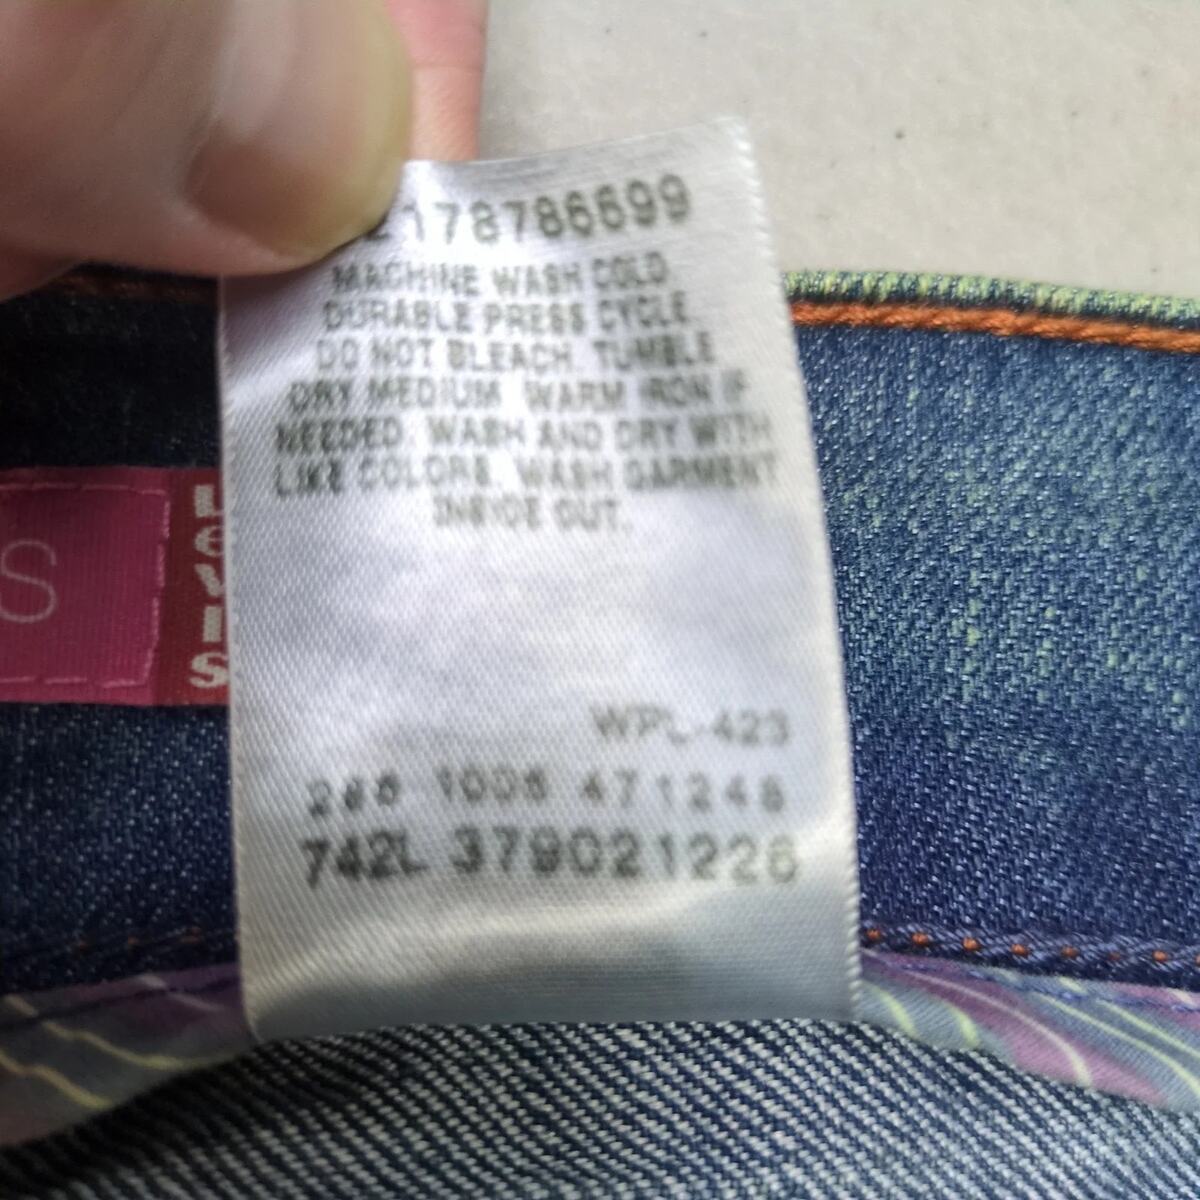 178786699
MACHINE WASH COLD.
DURABLE PRESS CYCLE
DO NOT BLEACH. TUMBLE
DRY MEDIUM. WARM IRON IF
NEEDED. WASH AND DRY WITH
LIKE COLORS. WASH GARMENT
INSIDE OUT.
WPL-423
1006 471246
742L 379021226
S
LEVI'S